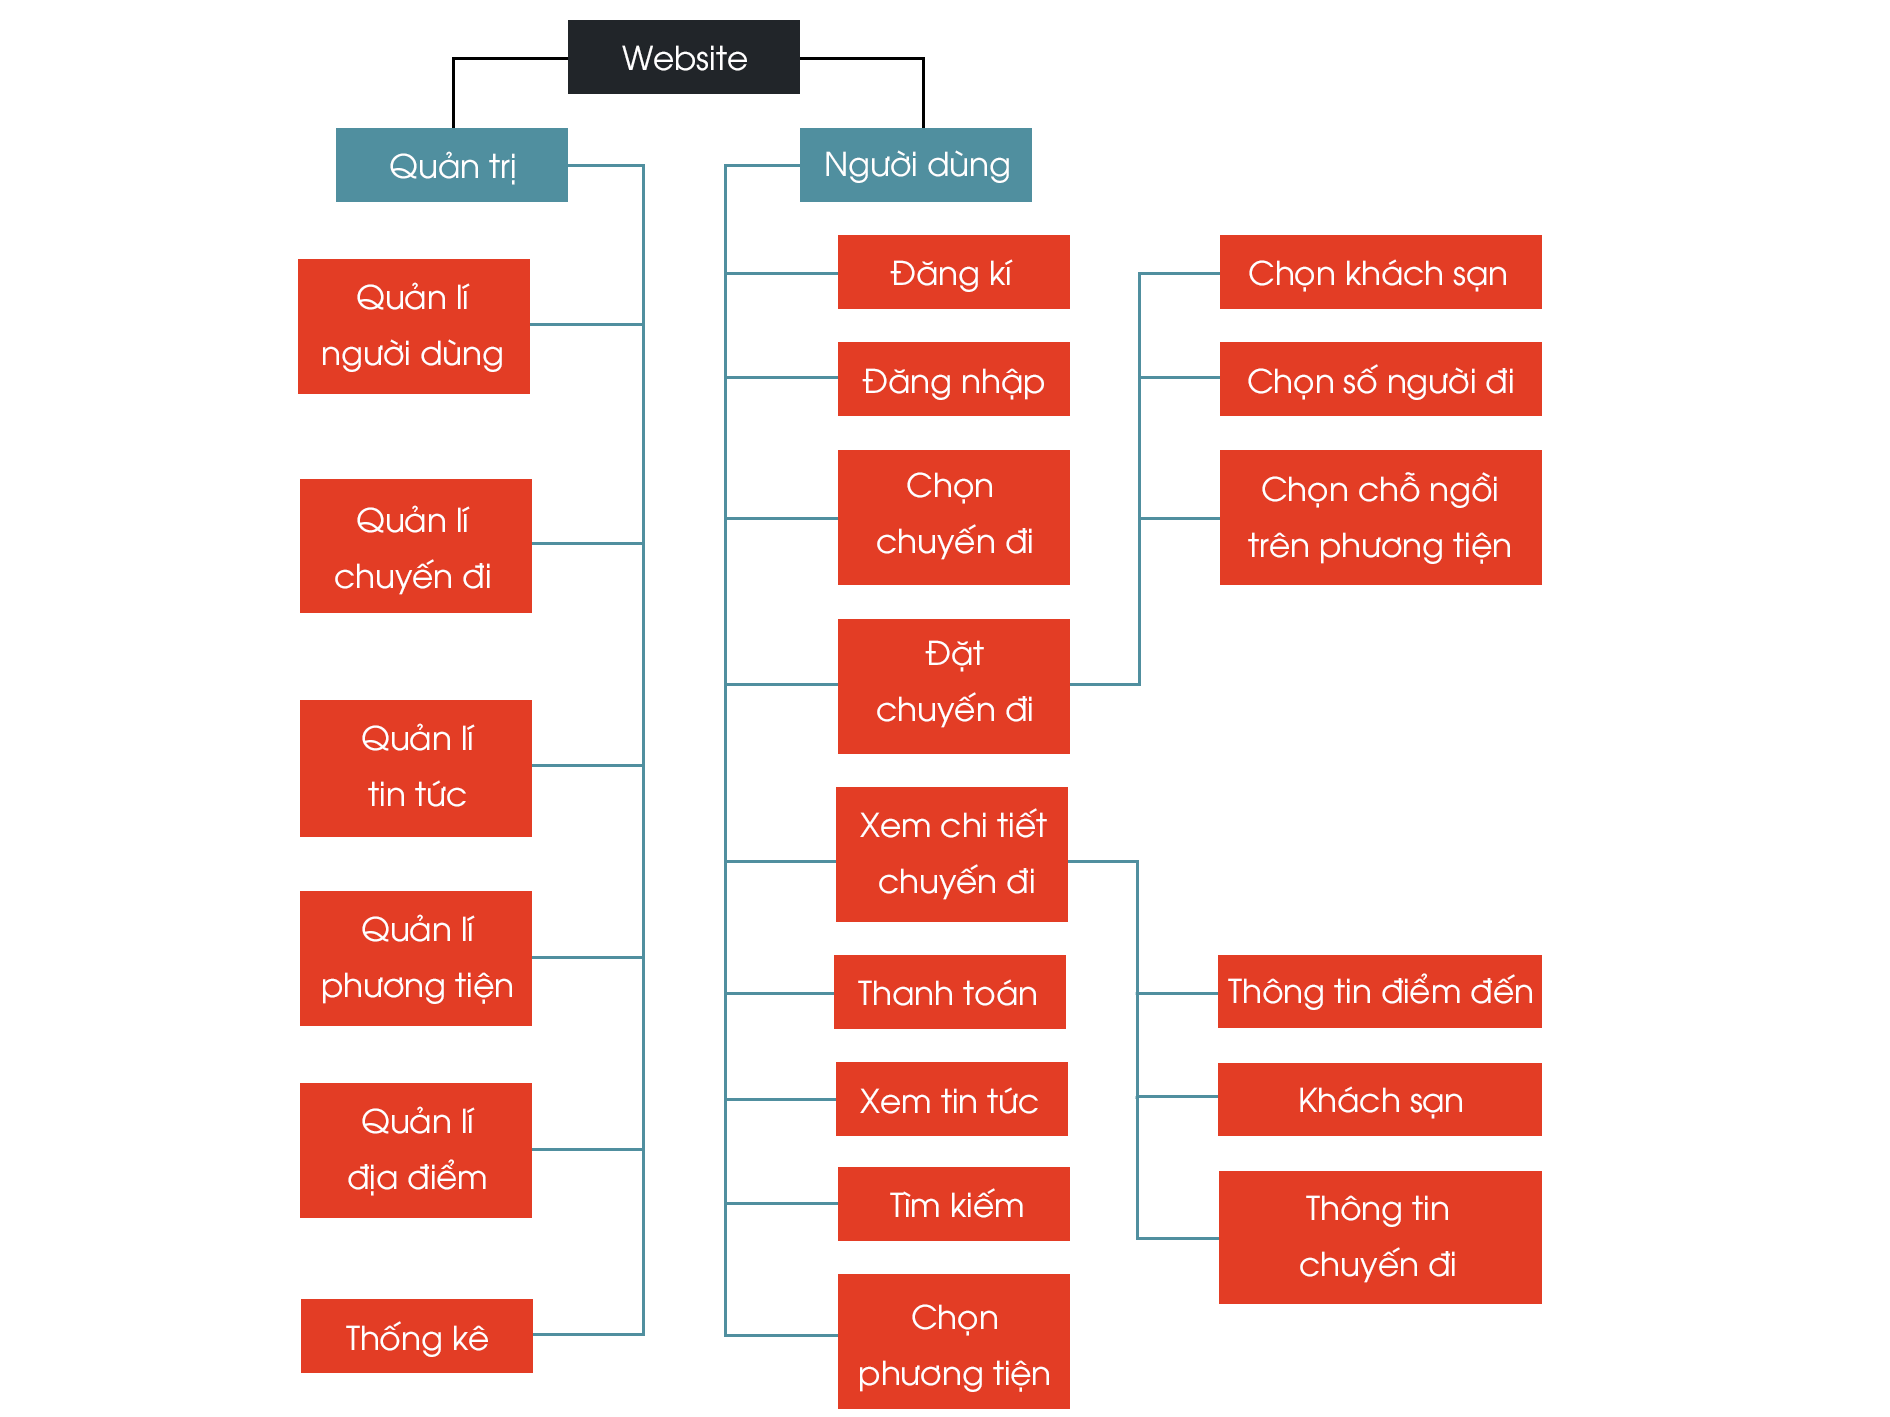 Website
Quản trị
Quản lí
người dùng
Quản lí
chuyến đi
Quản lí
tin tức
Quản lí
phương tiện
Quản lí
địa điểm
Thống kê
Người dùng
Đăng kí
Đăng nhập
Chọn
chuyến đi
Đặt
chuyến đi
Chọn khách sạn
Chọn số người đi
Chọn chỗ ngồi
trên phương tiện
Xem chi tiết
chuyến đi
Thông tin điểm đến
Khách sạn
Thông tin
chuyến đi
Thanh toán
Xem tin tức
Tìm kiếm
Chọn
phương tiện